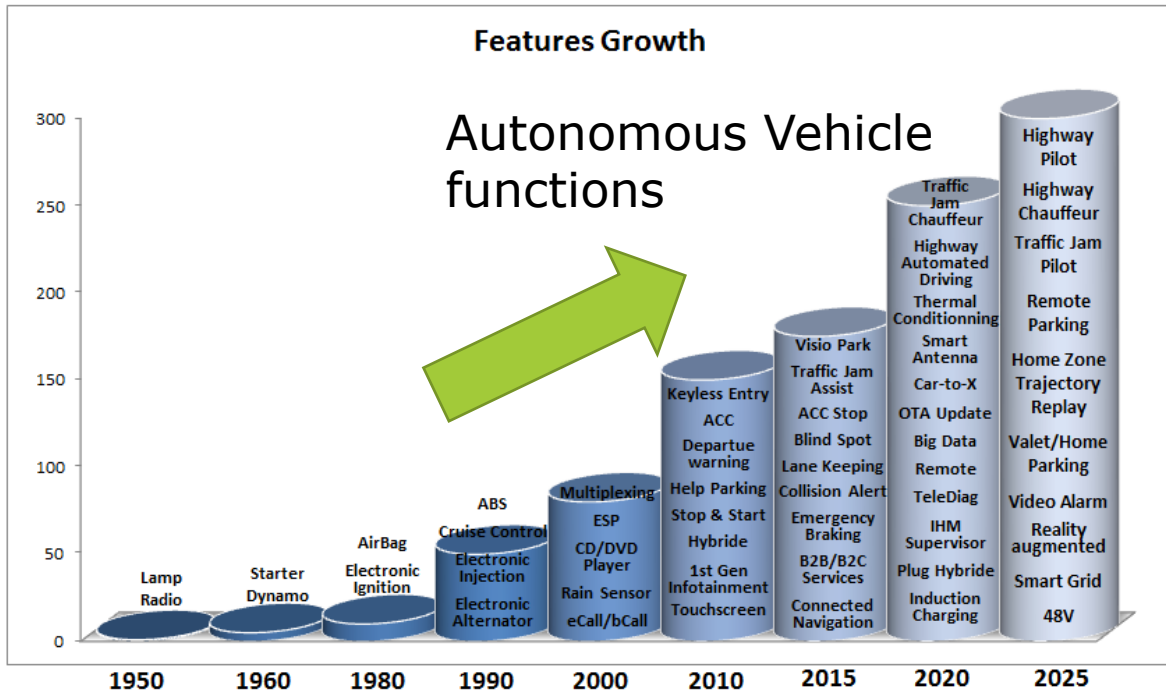 Features Growth
Autonomous Vehicle
functions
300
250
200
150
100
50
0
Lamp
Radio
Starter
Dynamo
AirBag
Electronic
Ignition
ABS
Cruise Control
Electronic
Injection
Electronic
Alternator
Multiplexing
ESP
CD/DVD
Player
Rain Sensor
eCall/bCall
Keyless Entry
ACC
Departue
warning
Help Parking
Stop & Start
Hybride
1st Gen
Infotainment
Touchscreen
Visio Park
Traffic Jam
Assist
ACC Stop
Blind Spot
Lane Keeping
Collision Alert
Emergency
Braking
B2B/B2C
Services
Connected
Navigation
Traffic
Jam
Chauffeur
Highway
Automated
Driving
Thermal
Conditionning
Smart
Antenna
Car-to-X
OTA Update
Big Data
Remote
TeleDiag
IHM
Supervisor
Plug Hybride
Induction
Charging
Highway
Pilot
Highway
Chauffeur
Traffic Jam
Pilot
Remote
Parking
Home Zone
Trajectory
Replay
Valet/Home
Parking
Video Alarm
Reality
augmented
Smart Grid
48V
1950
1960
1980
1990
2000
2010
2015
2020
2025